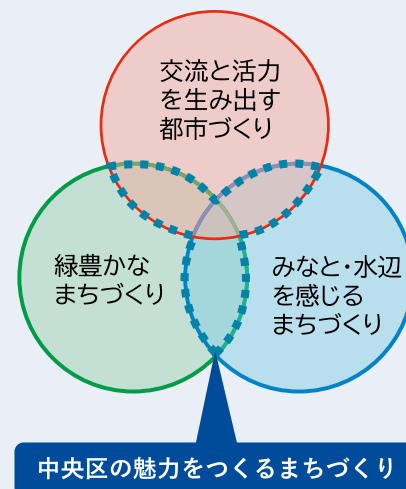 交流と活力
を生み出す
都市づくり
緑豊かな
まちづくり
みなと・水辺
を感じる
まちづくり
中央区の魅力をつくるまちづくり